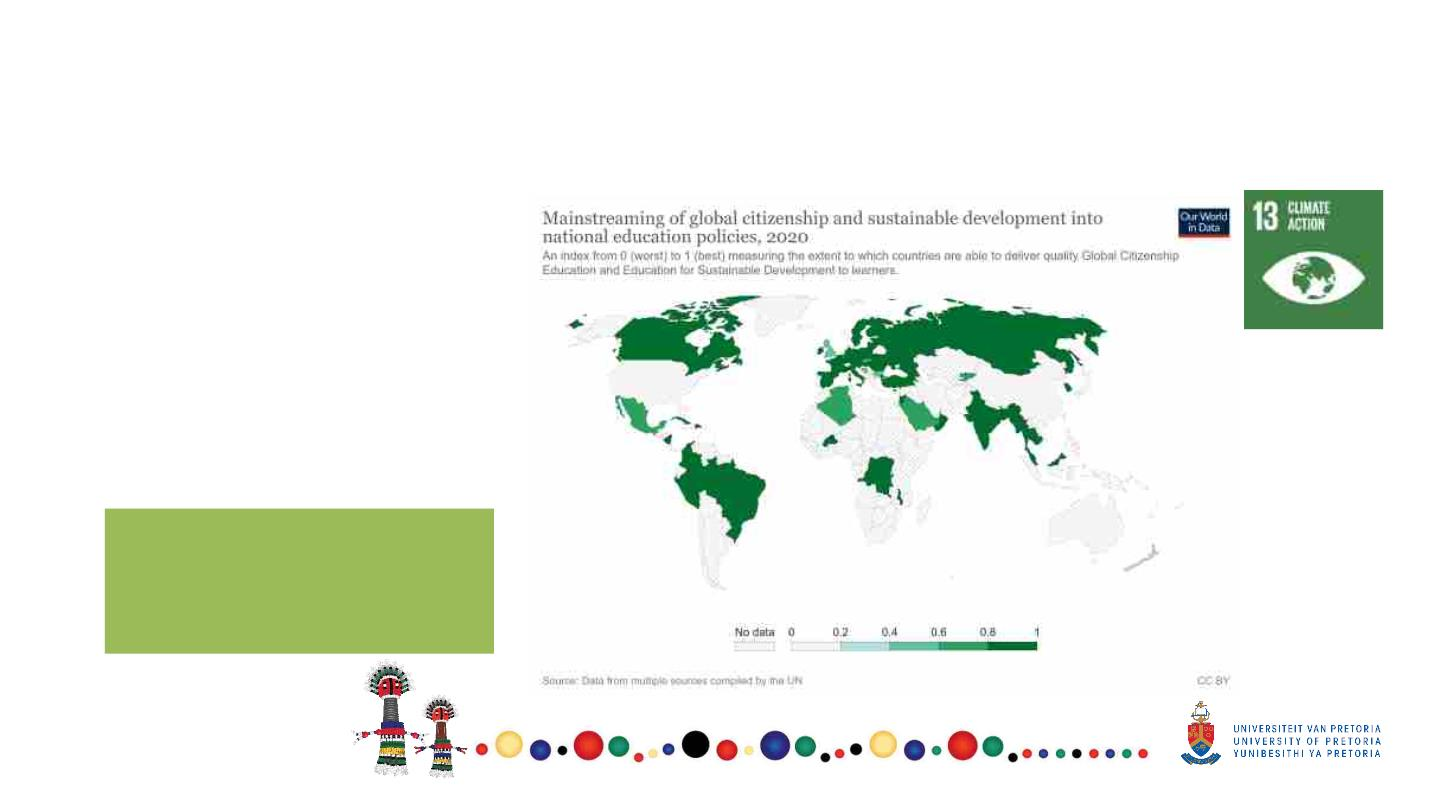 Mainstreaming of global citizenship and sustainable development into
national education policies, 2020
Our World
in Data
An index from 0 (worst) to 1 (best) measuring the extent to which countries are able to deliver quality Global Citizenship
Education and Education for Sustainable Development to learners.
13 CLIMATE
ACTION
No data 0 0.2 0.4 0.6 0.8 1
Source: Data from multiple sources compiled by the UN
CC BY
UNIVERSITEIT VAN PRETORIA
UNIVERSITY OF PRETORIA
YUNIBESITHI YA PRETORIA